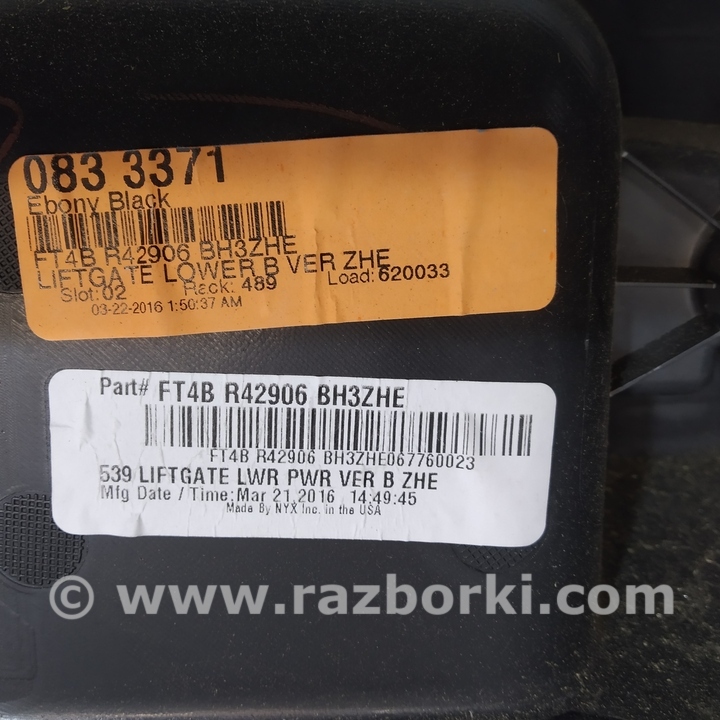 083 3371
Ebony Black
FT4B R42906 BH3ZHE
LIFTGATE LOWER B VER ZHE
Slot:02 Rack: 489 Load:620033
03-22-2016 1:50:37 AM
Part# FT4B R42906 BH3ZHE
FT4B R42906 BH3ZHE067760023
539 LIFTGATE LWR PWR VER B ZHE
Mfg Date / Time:Mar 21,2016 14:49:45
Made By NYX Inc. in the USA
© www.razborki.com